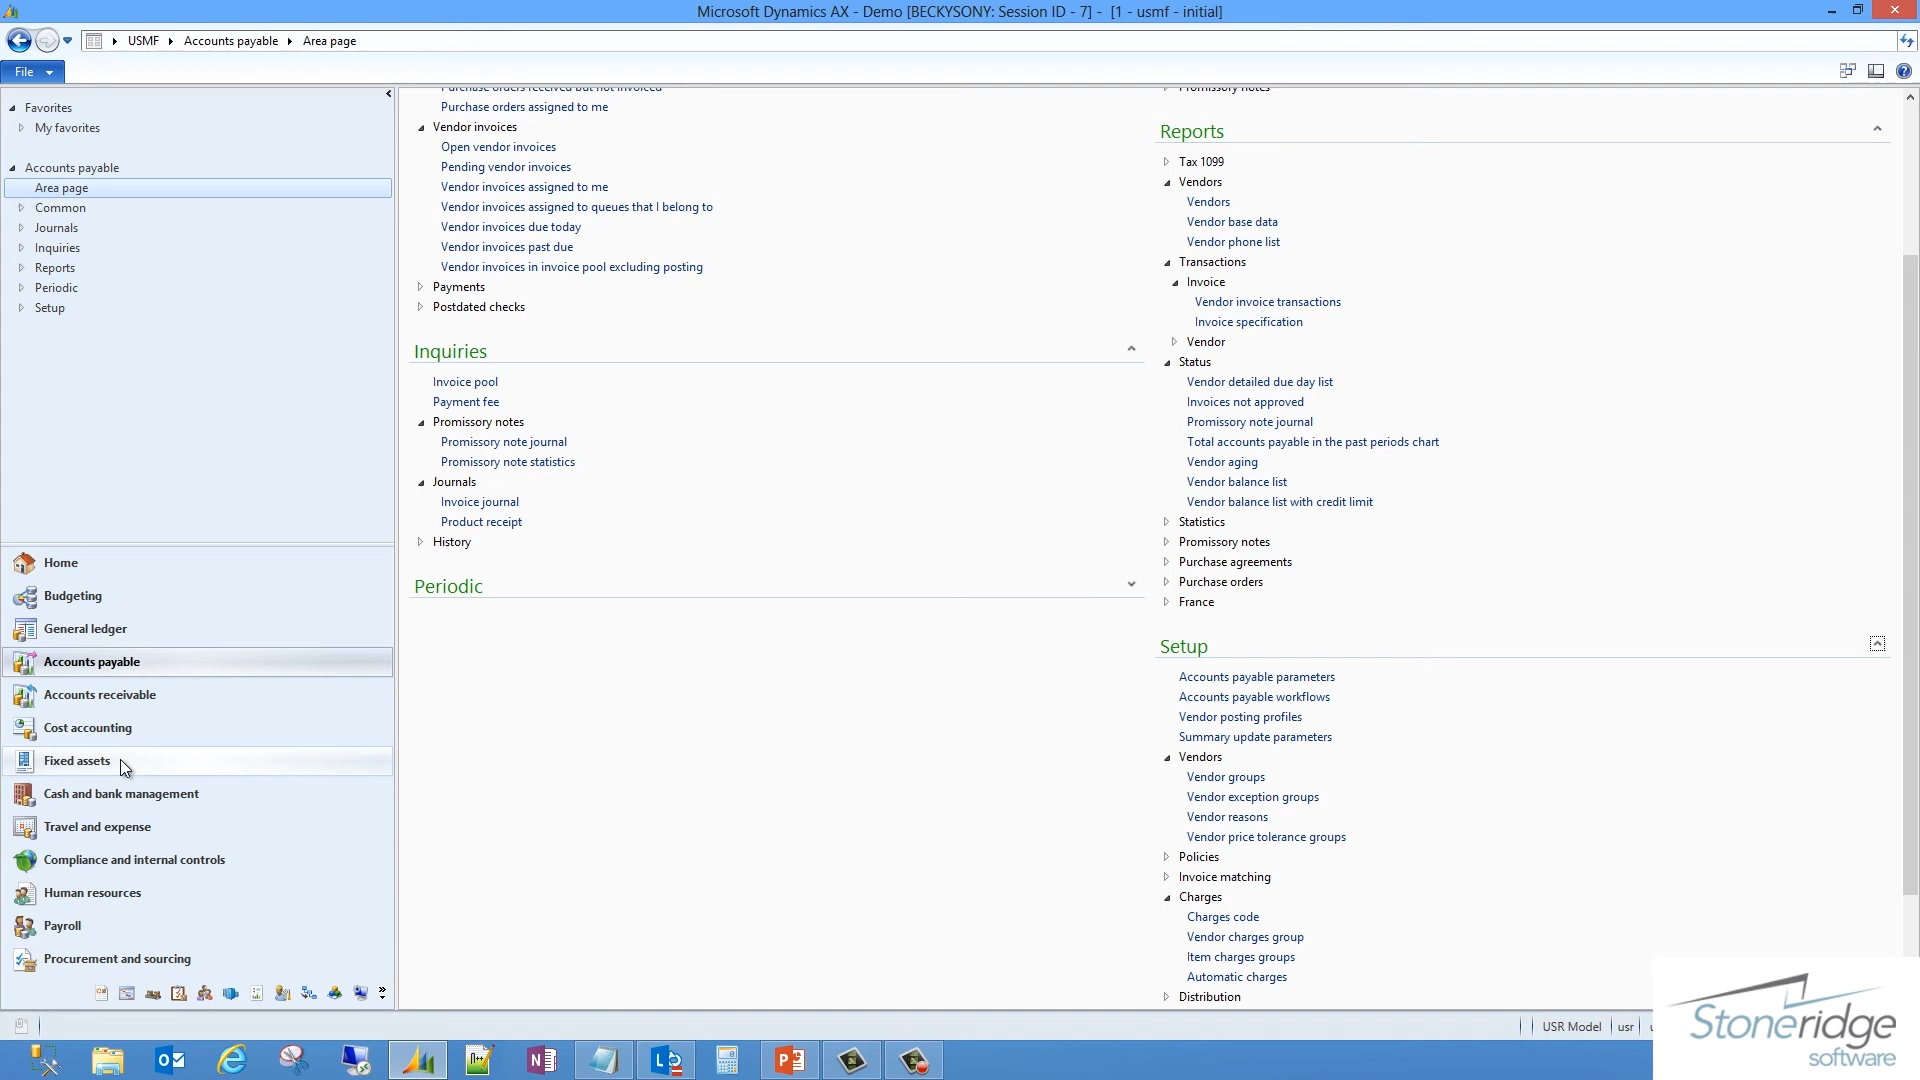 Microsoft Dynamics AX - Demo [BECKYSONY: Session ID - 7] - [1 - usmf - initial]
USMF
Accounts payable
Area page
File
Favorites
My favorites
Accounts payable
Area page
Common
Journals
Inquiries
Reports
Periodic
Setup
Home
Budgeting
General ledger
Accounts payable
Accounts receivable
Cost accounting
Fixed assets
Cash and bank management
Travel and expense
Compliance and internal controls
Human resources
Payroll
Procurement and sourcing
Purchase orders received but not invoiced
Purchase orders assigned to me
Vendor invoices
Open vendor invoices
Pending vendor invoices
Vendor invoices assigned to me
Vendor invoices assigned to queues that I belong to
Vendor invoices due today
Vendor invoices past due
Vendor invoices in invoice pool excluding posting
Payments
Postdated checks
Inquiries
Invoice pool
Payment fee
Promissory notes
Promissory note journal
Promissory note statistics
Journals
Invoice journal
Product receipt
History
Periodic
Promissory notes
Reports
Tax 1099
Vendors
Vendors
Vendor base data
Vendor phone list
Transactions
Invoice
Vendor invoice transactions
Invoice specification
Vendor
Status
Vendor detailed due day list
Invoices not approved
Promissory note journal
Total accounts payable in the past periods chart
Vendor aging
Vendor balance list
Vendor balance list with credit limit
Statistics
Promissory notes
Purchase agreements
Purchase orders
France
Setup
Accounts payable parameters
Accounts payable workflows
Vendor posting profiles
Summary update parameters
Vendors
Vendor groups
Vendor exception groups
Vendor reasons
Vendor price tolerance groups
Policies
Invoice matching
Charges
Charges code
Vendor charges group
Item charges groups
Automatic charges
Distribution
USR Model
usr
Stoneridge
software